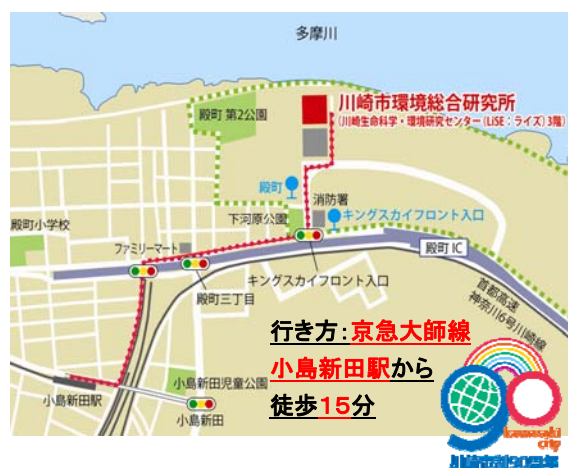 多摩川
川崎市環境総合研究所
(川崎生命科学・環境研究センター(LiSE:ライズ)3階)
殿町 第2公園
殿町
消防署
下河原公園
キングスカイフロント入口
殿町小学校
ファミリーマート
殿町 IC
キングスカイフロント入口
殿町三丁目
首都高速
神奈川6号川崎線
行き方:京急大師線
小島新田駅から
徒歩15分
小島新田児童公園
小島新田駅
小島新田
90
kawasaki
city
川崎市制90周年